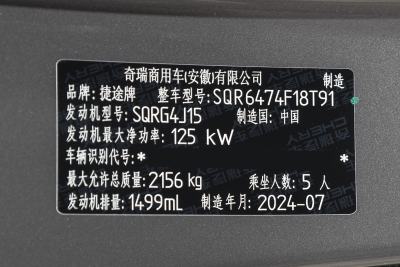 奇瑞商用车(安徽)有限公司 制造
品牌:捷途牌 整车型号:SQR6474F18T91
发动机型号:SQRG4J15 制造国:中国
发动机最大净功率:125 kW
车辆识别代号:* *
最大允许总质量:2156 kg 乘坐人数:5 人
发动机排量:1499mL 制造年月:2024-07